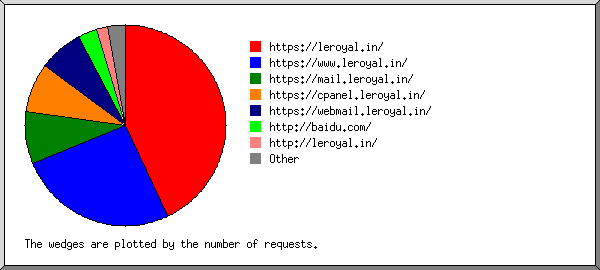 https://leroyal.in/
https://www.leroyal.in/
https://mail.leroyal.in/
https://cpanel.leroyal.in/
https://webmail.leroyal.in/
http://baidu.com/
http://leroyal.in/
Other
The wedges are plotted by the number of requests.